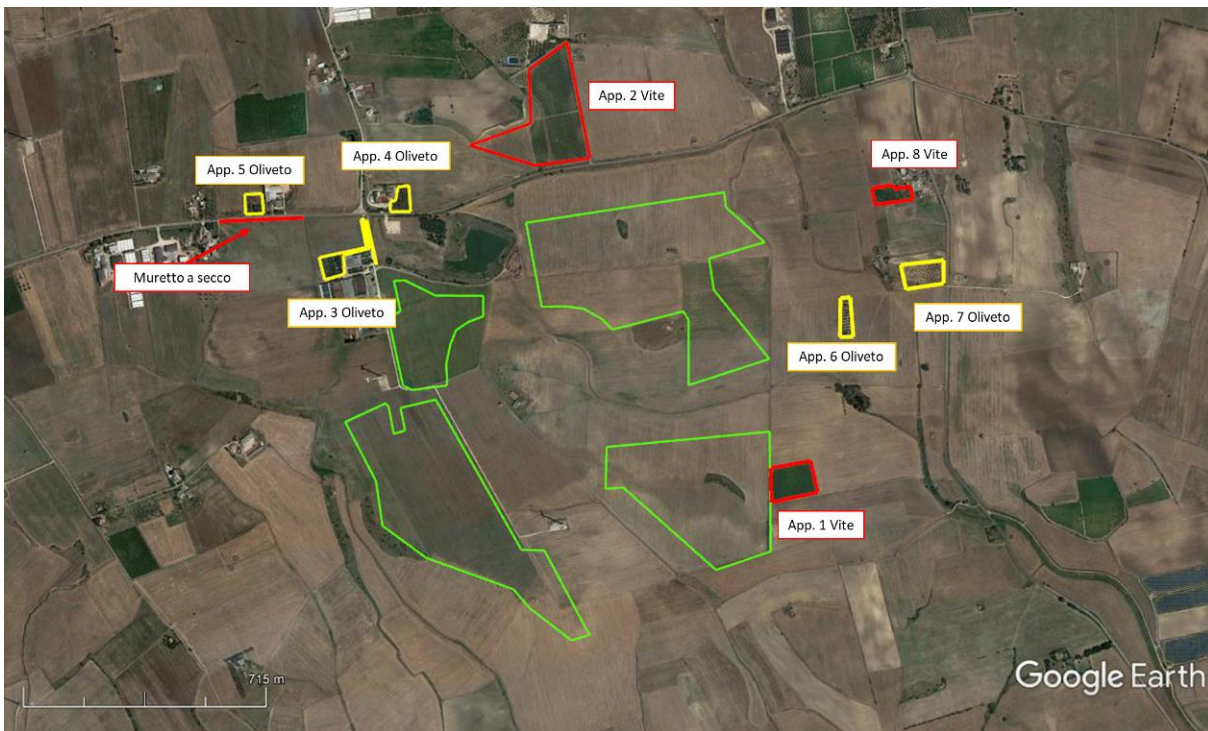 App. 2 Vite
App. 4 Oliveto
App. 8 Vite
App. 5 Oliveto
Muretto a secco
App. 3 Oliveto
App. 7 Oliveto
App. 6 Oliveto
App. 1 Vite
715 m
Google Earth